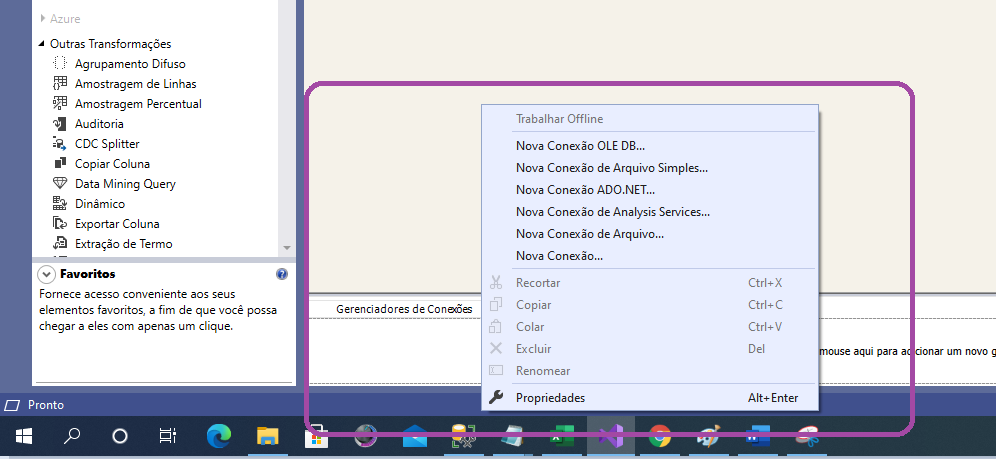 Azure
Outras Transformações
Agrupamento Difuso
Amostragem de Linhas
Amostragem Percentual
Auditoria
CDC Splitter
Copiar Coluna
Data Mining Query
Dinâmico
Exportar Coluna
Extração de Termo
Favoritos
Fornece acesso conveniente aos seus
elementos favoritos, a fim de que você possa
chegar a eles com apenas um clique.
Trabalhar Offline
Nova Conexão OLE DB...
Nova Conexão de Arquivo Simples...
Nova Conexão ADO.NET...
Nova Conexão de Analysis Services...
Nova Conexão de Arquivo...
Nova Conexão...
Recortar Ctrl+X
Copiar Ctrl+C
Colar Ctrl+V
Excluir Del
Renomear
Propriedades Alt+Enter
Gerenciadores de Conexões
mouse aqui para adicionar um novo g
Pronto